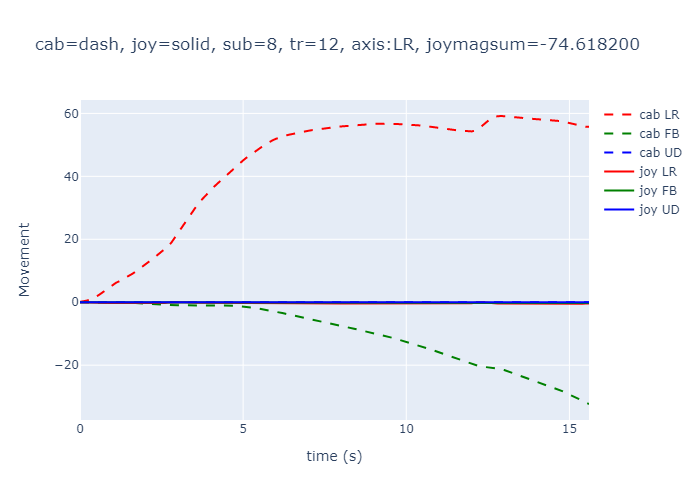 cab=dash, joy=solid, sub=8, tr=12, axis:LR, joymagsum=-74.618200
60
40
20
0
−20
Movement
0
5
10
15
time (s)
cab LR
cab FB
cab UD
joy LR
joy FB
joy UD